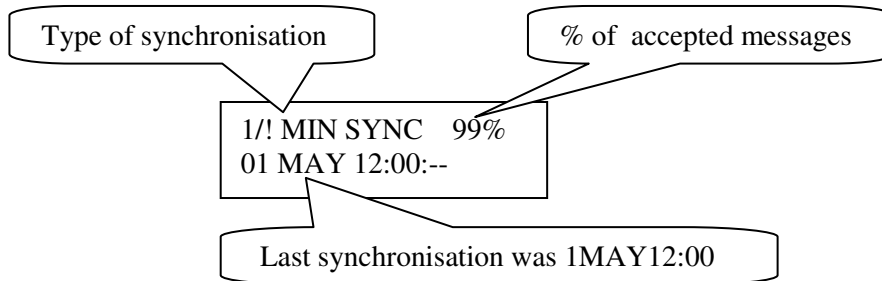 Type of synchronisation
% of accepted messages
1/! MIN SYNC 99%
01 MAY 12:00:--
Last synchronisation was 1MAY12:00